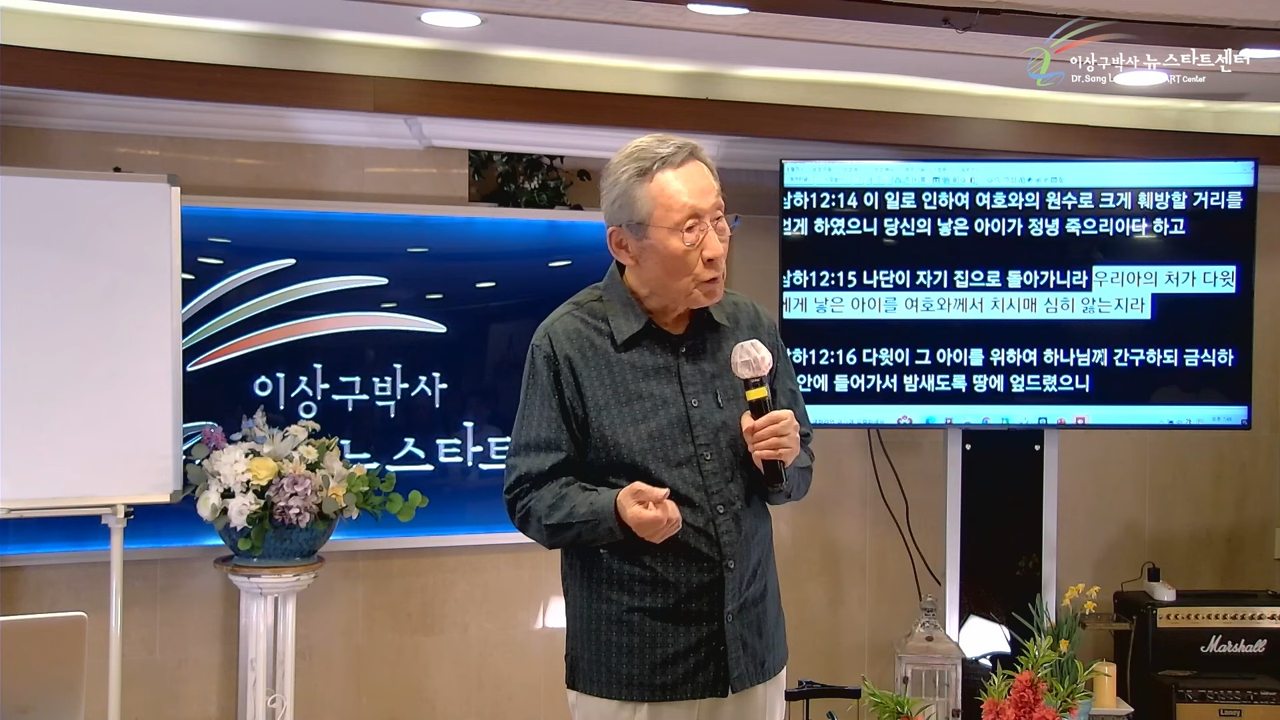 이상구박사 뉴스타트센터
Dr.Sang
Center
삼하12:14 이 일로 인하여 여호와의 원수로 크게 훼방할 거리를
얻게 하였으니 당신의 낳은 아이가 정녕 죽으리이다 하고
삼하12:15 나단이 자기 집으로 돌아가니라 우리아의 처가 다윗
에게 낳은 아이를 여호와께서 치시매 심히 앓는지라
삼하12:16 다윗이 그 아이를 위하여 하나님께 간구하되 금식하
안에 들어가서 밤새도록 땅에 엎드렸으니
이상구박사
뉴스타트
Marshall
Laney